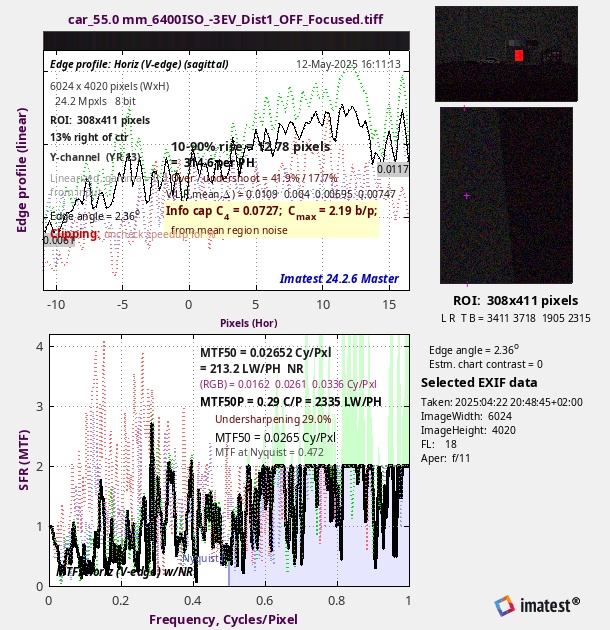 car_55.0 mm_6400ISO_-3EV_Dist1_OFF_Focused.tiff
Edge profile: Horiz (V-edge) (sagittal)
12-May-2025 16:11:13
6024 x 4020 pixels (WxH)
24.2 Mpxls 8 bit
ROI: 308x411 pixels
13% right of ctr
10-90% rise = 12.78 pixels
Y-channel
= 314.6 per PH
0.0117
Over / Undershoot = 41.9% / 17.7%
Info cap C4 = 0.0727; Cmax = 2.19 b/p;
Edge angle = 2.36⁰
from mean region noise
Clipping:
Imatest 24.2.6 Master
Edge profile (linear)
-10 -5 0 5 10 15
Pixels (Hor)
ROI: 308x411 pixels
L R T B = 3411 3718 1905 2315
Edge angle = 2.36⁰
Estm. chart contrast = 0
Selected EXIF data
Taken: 2025:04:22 20:48:45+02:00
ImageWidth: 6024
ImageHeight: 4020
FL: 18
Aper: f/11
MTF50 = 0.02652 Cy/Pxl
= 213.2 LW/PH NR
(RGB) = 0.0162 0.0261 0.0336 Cy/Pxl
MTF50P = 0.29 C/P = 2335 LW/PH
Undersharpening 29.0%
MTF50 = 0.0265 Cy/Pxl
MTF at Nyquist = 0.472
Nyquist
MTF: Horiz (V-edge) w/NR
SFR (MTF)
4
3
2
1
0
0 0.2 0.4 0.6 0.8 1
Frequency, Cycles/Pixel
imatest®